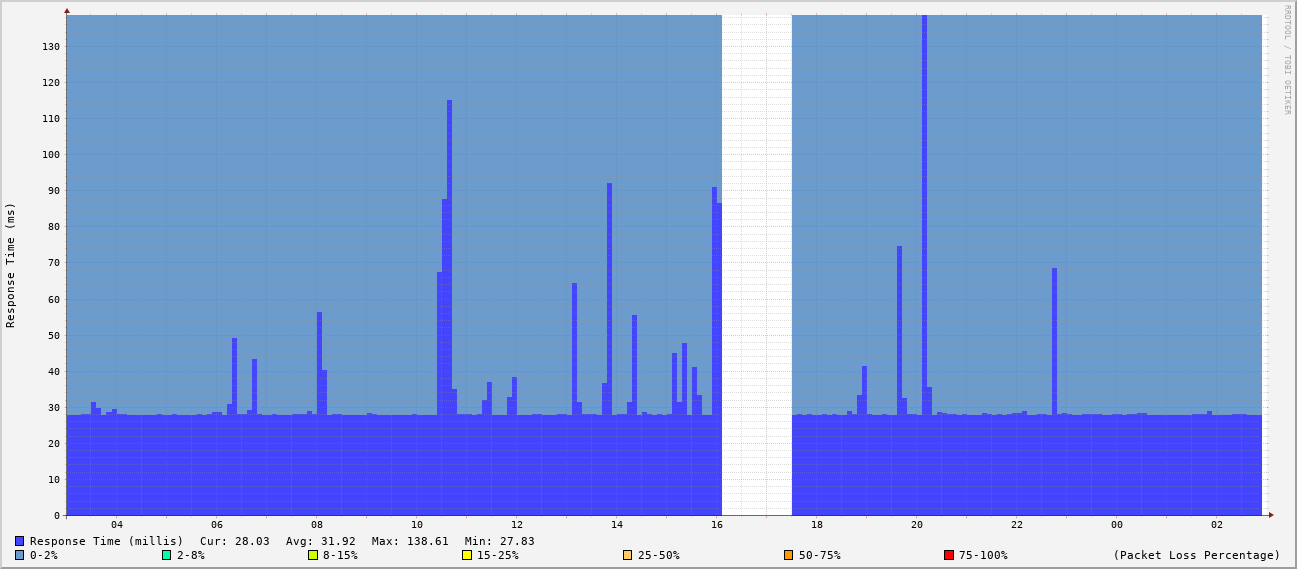 RRDTOOL / TOBI OETIKER
Response Time (ms)
130
120
110
100
90
80
70
60
50
40
30
20
10
0
04 06 08 10 12 14 16 18 20 22 00 02
Response Time (millis) Cur: 28.03 Avg: 31.92 Max: 138.61 Min: 27.83
0-2% 2-8% 8-15% 15-25% 25-50% 50-75% 75-100% (Packet Loss Percentage)